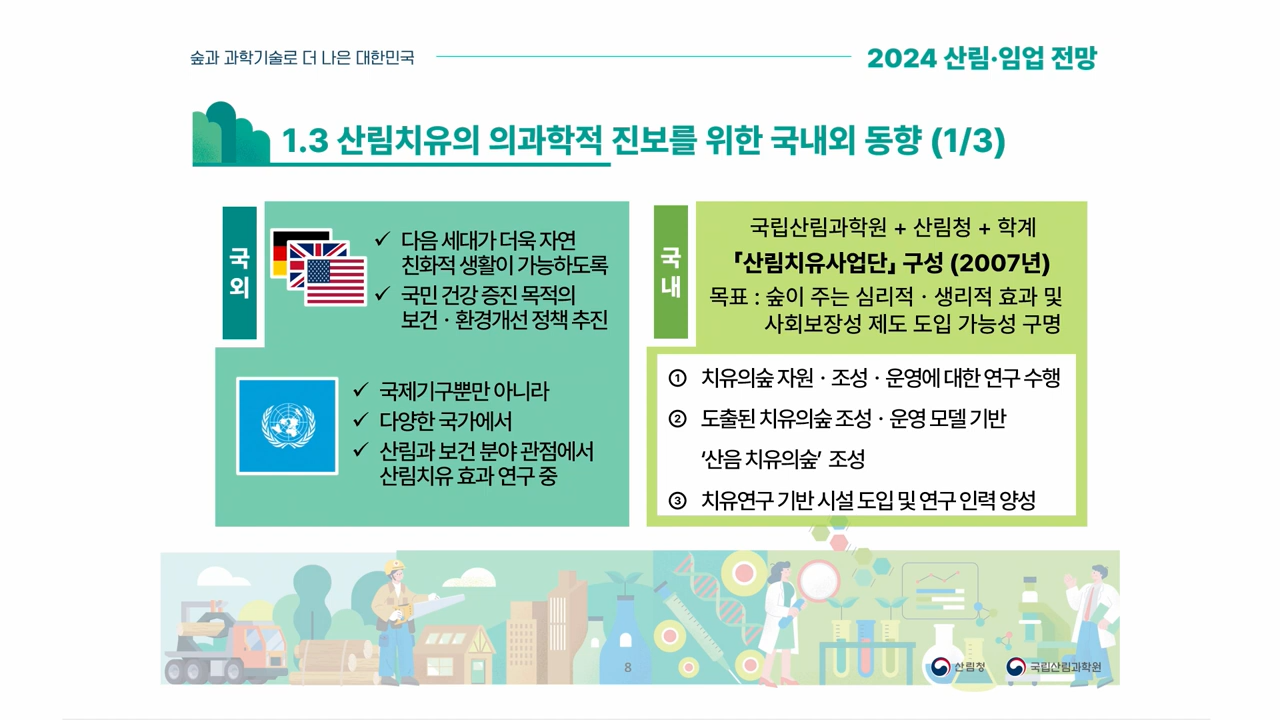 숲과 과학기술로 더 나은 대한민국
2024 산림·임업 전망
1.3 산림치유의 의과학적 진보를 위한 국내외 동향 (1/3)
국외
✓ 다음 세대가 더욱 자연
친화적 생활이 가능하도록
✓ 국민 건강 증진 목적의
보건 · 환경개선 정책 추진
✓ 국제기구뿐만 아니라
✓ 다양한 국가에서
✓ 산림과 보건 분야 관점에서
산림치유 효과 연구 중
국내
국립산림과학원 + 산림청 + 학계
「산림치유사업단」 구성 (2007년)
목표 : 숲이 주는 심리적 · 생리적 효과 및
사회보장성 제도 도입 가능성 구명
① 치유의숲 자원 · 조성 · 운영에 대한 연구 수행
② 도출된 치유의숲 조성 · 운영 모델 기반
‘산음 치유의숲’ 조성
③ 치유연구 기반 시설 도입 및 연구 인력 양성
8
산림청
국립산림과학원